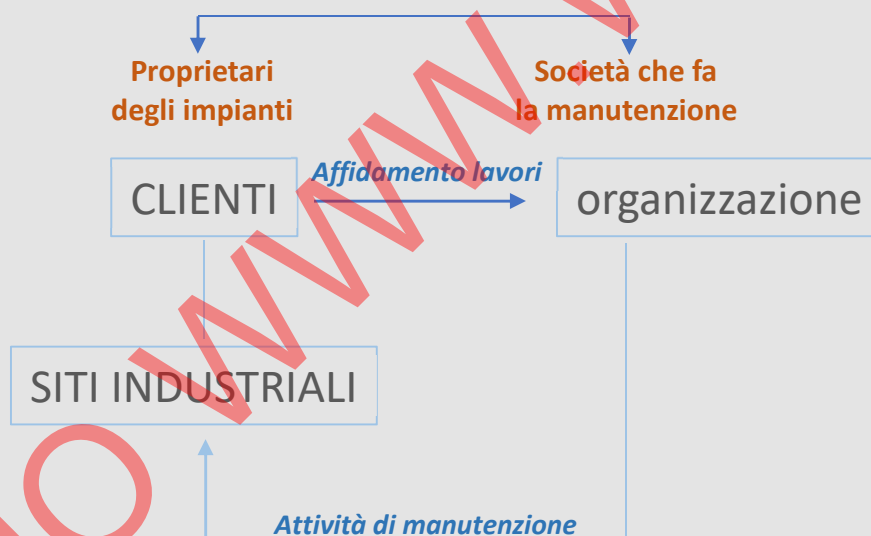 Proprietari
degli impianti
Società che fa
la manutenzione
Affidamento lavori
CLIENTI
organizzazione
SITI INDUSTRIALI
Attività di manutenzione